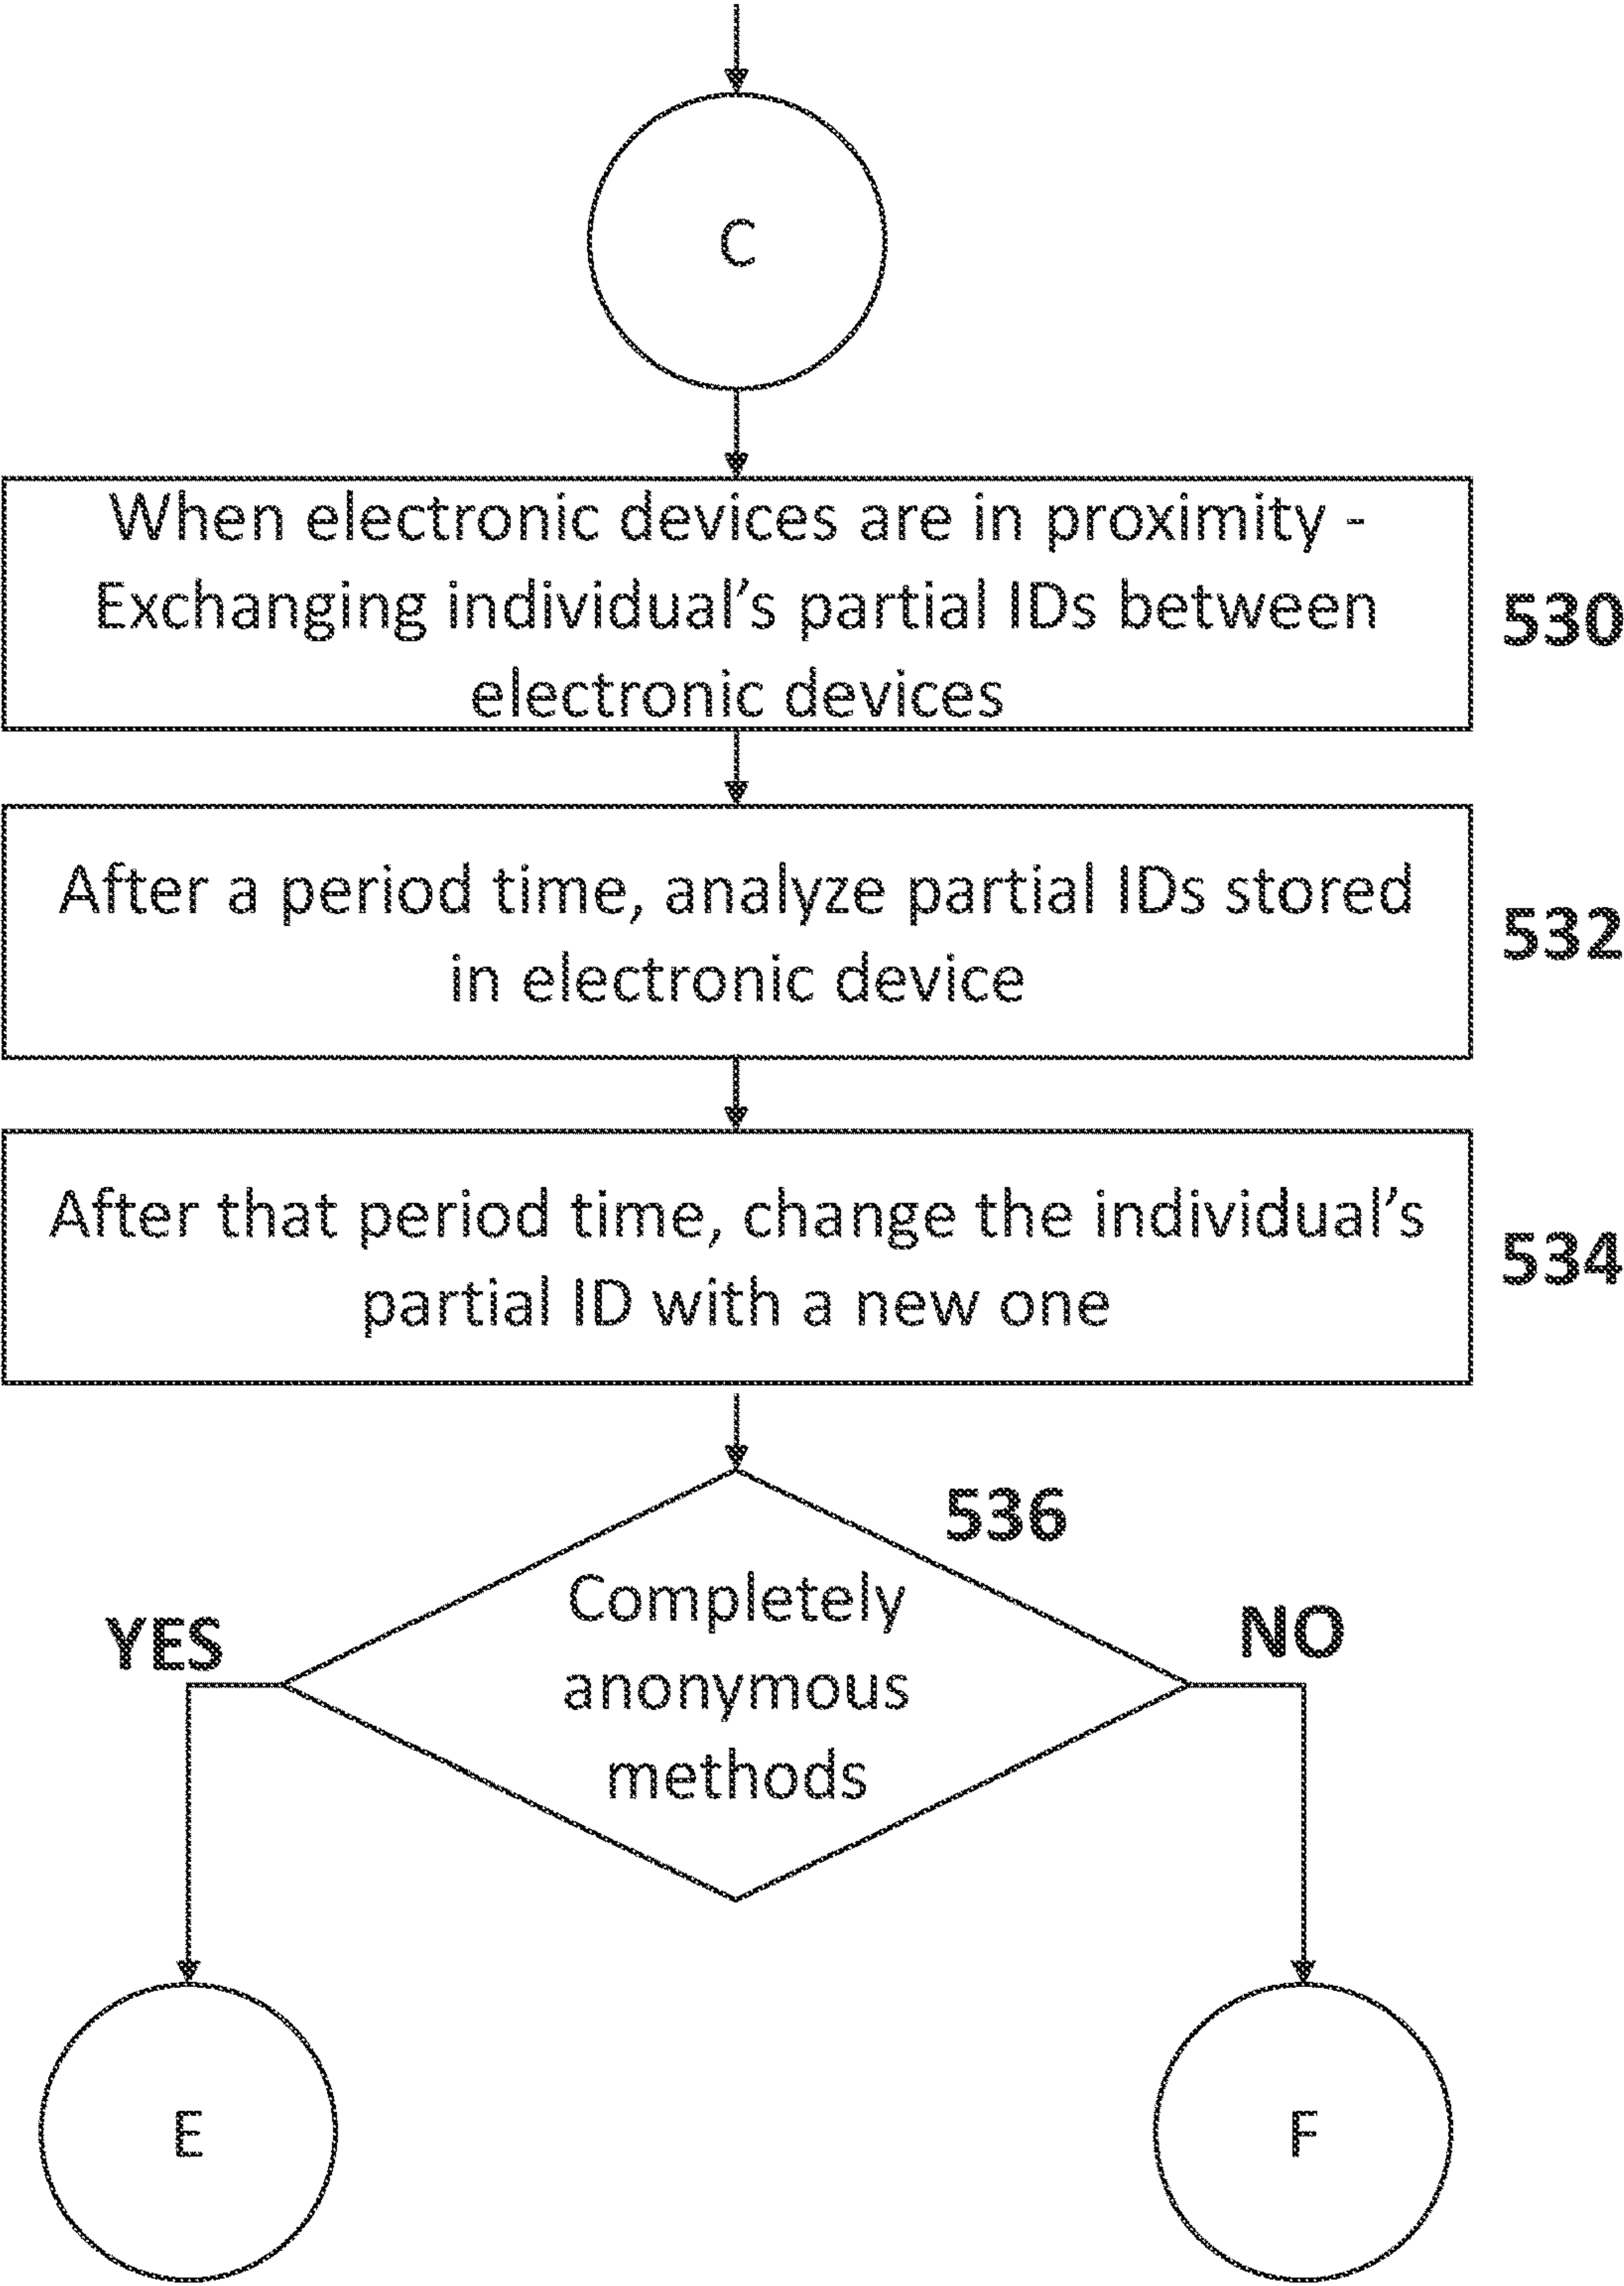 C
When electronic devices are in proximity -
Exchanging individual’s partial IDs between
electronic devices
530
After a period time, analyze partial IDs stored
in electronic device
532
After that period time, change the individual’s
partial ID with a new one
534
536
Completely
anonymous
methods
YES
NO
E
F